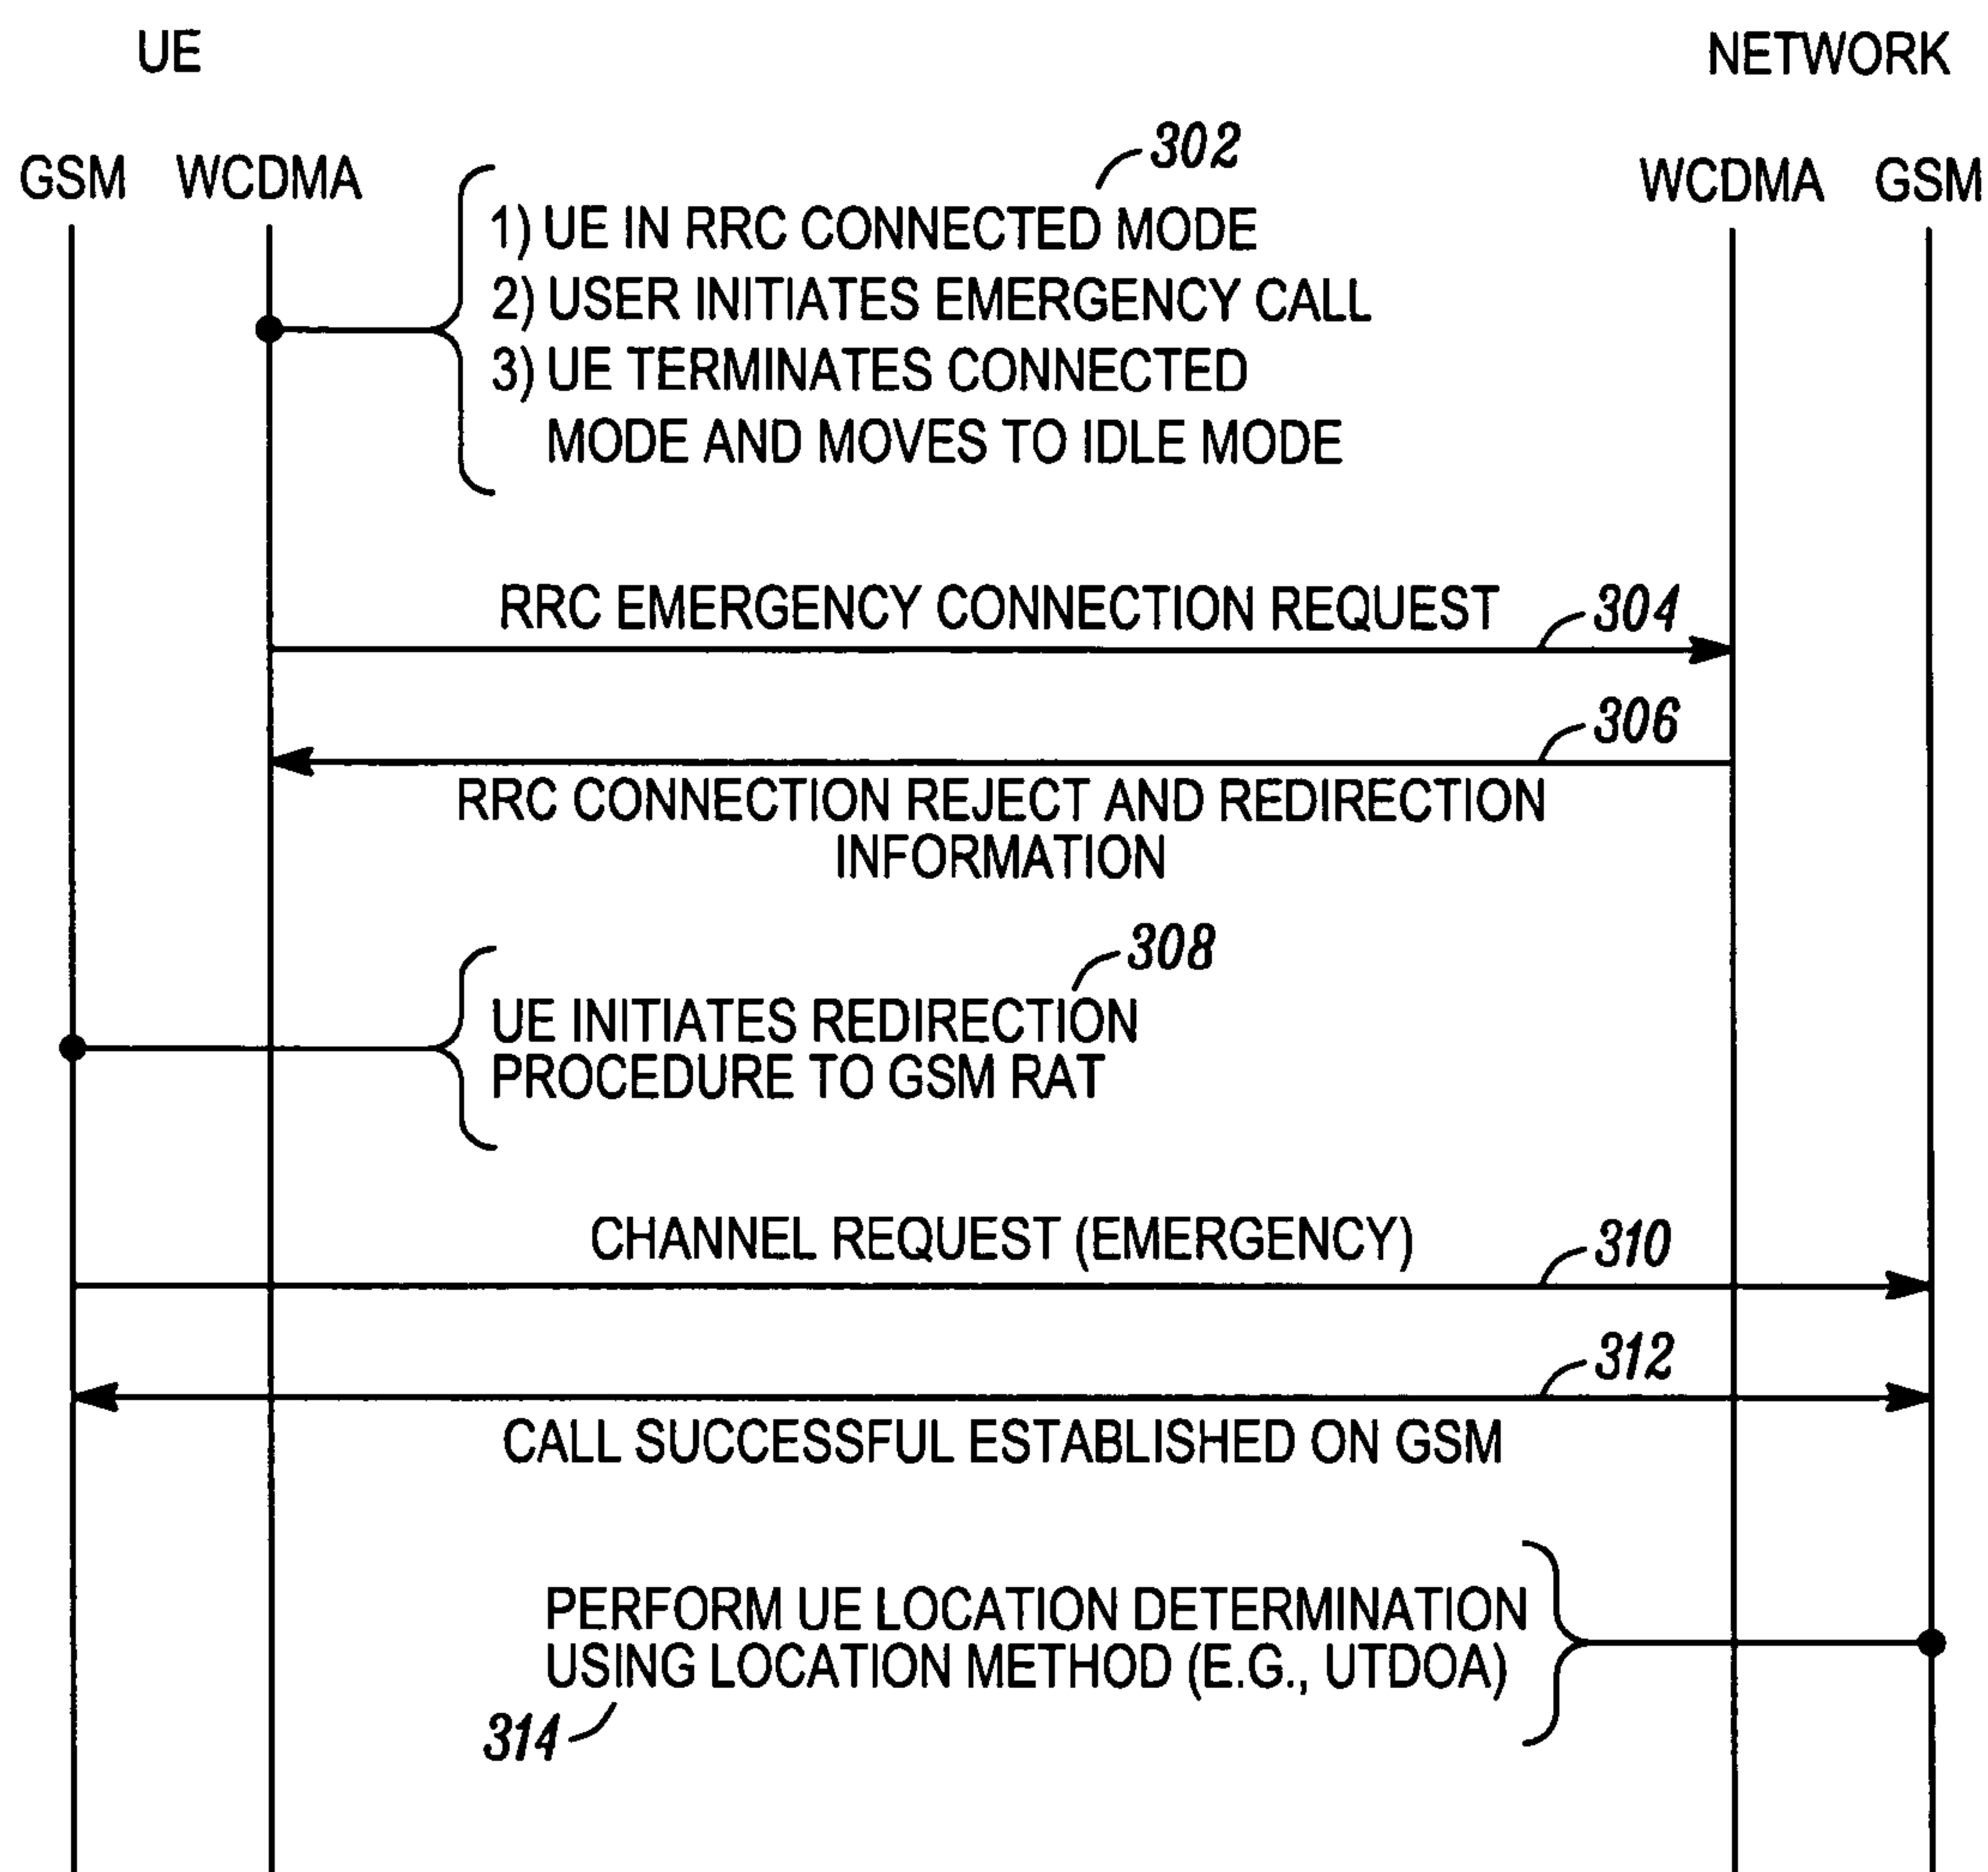 UE
NETWORK
GSM WCDMA
WCDMA GSM
302
1) UE IN RRC CONNECTED MODE
2) USER INITIATES EMERGENCY CALL
3) UE TERMINATES CONNECTED
MODE AND MOVES TO IDLE MODE
RRC EMERGENCY CONNECTION REQUEST
304
306
RRC CONNECTION REJECT AND REDIRECTION
INFORMATION
308
UE INITIATES REDIRECTION
PROCEDURE TO GSM RAT
CHANNEL REQUEST (EMERGENCY)
310
312
CALL SUCCESSFUL ESTABLISHED ON GSM
PERFORM UE LOCATION DETERMINATION
USING LOCATION METHOD (E.G., UTDOA)
314